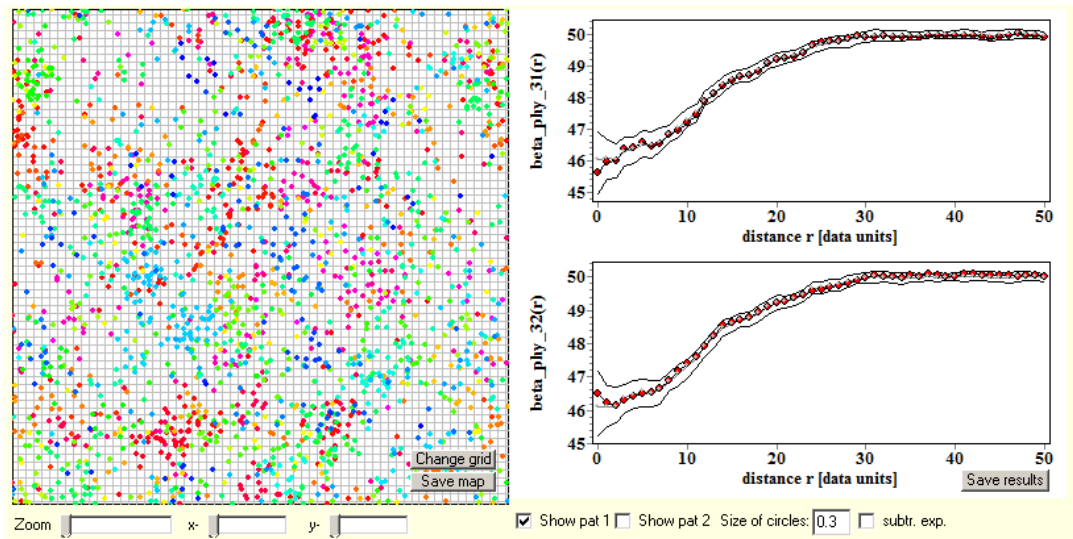 beta_phy_31(r)
50
49
48
47
46
45
0 10 20 30 40 50
distance r [data units]
beta_phy_32(r)
50
49
48
47
46
45
0 10 20 30 40 50
distance r [data units]
Change grid
Save map
Save results
Zoom x- y- Show pat 1 Show pat 2 Size of circles: 0.3 subtr. exp.